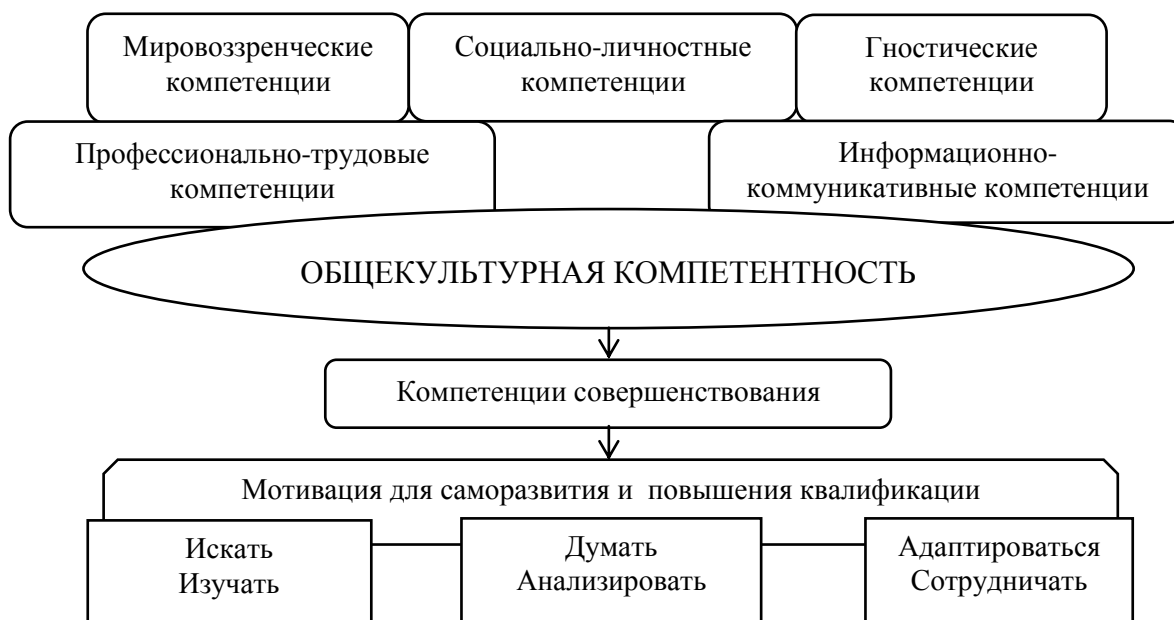 Мировоззренческие
компетенции
Социально-личностные
компетенции
Гностические
компетенции
Профессионально-трудовые
компетенции
Информационно-
коммуникативные компетенции
ОБЩЕКУЛЬТУРНАЯ КОМПЕТЕНТНОСТЬ
Компетенции совершенствования
Мотивация для саморазвития и повышения квалификации
Искать
Изучать
Думать
Анализировать
Адаптироваться
Сотрудничать